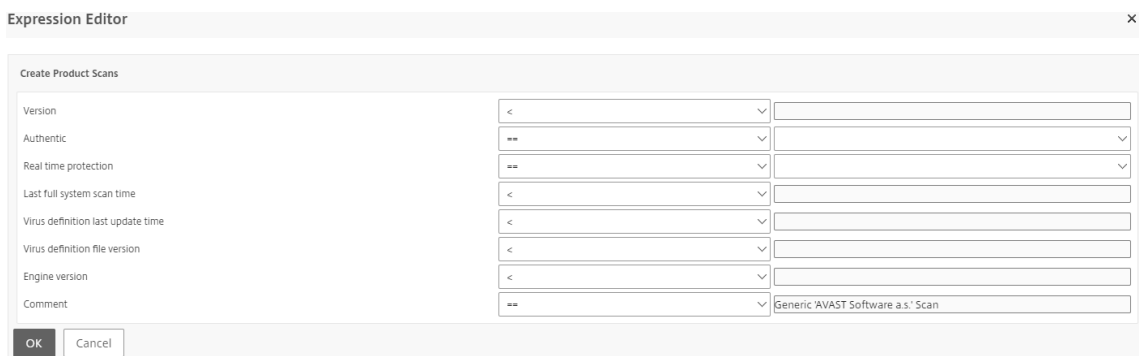 Expression Editor ×
Create Product Scans
Version <
Authentic ==
Real time protection ==
Last full system scan time <
Virus definition last update time <
Virus definition file version <
Engine version <
Comment == Generic 'AVAST Software a.s.' Scan
OK Cancel